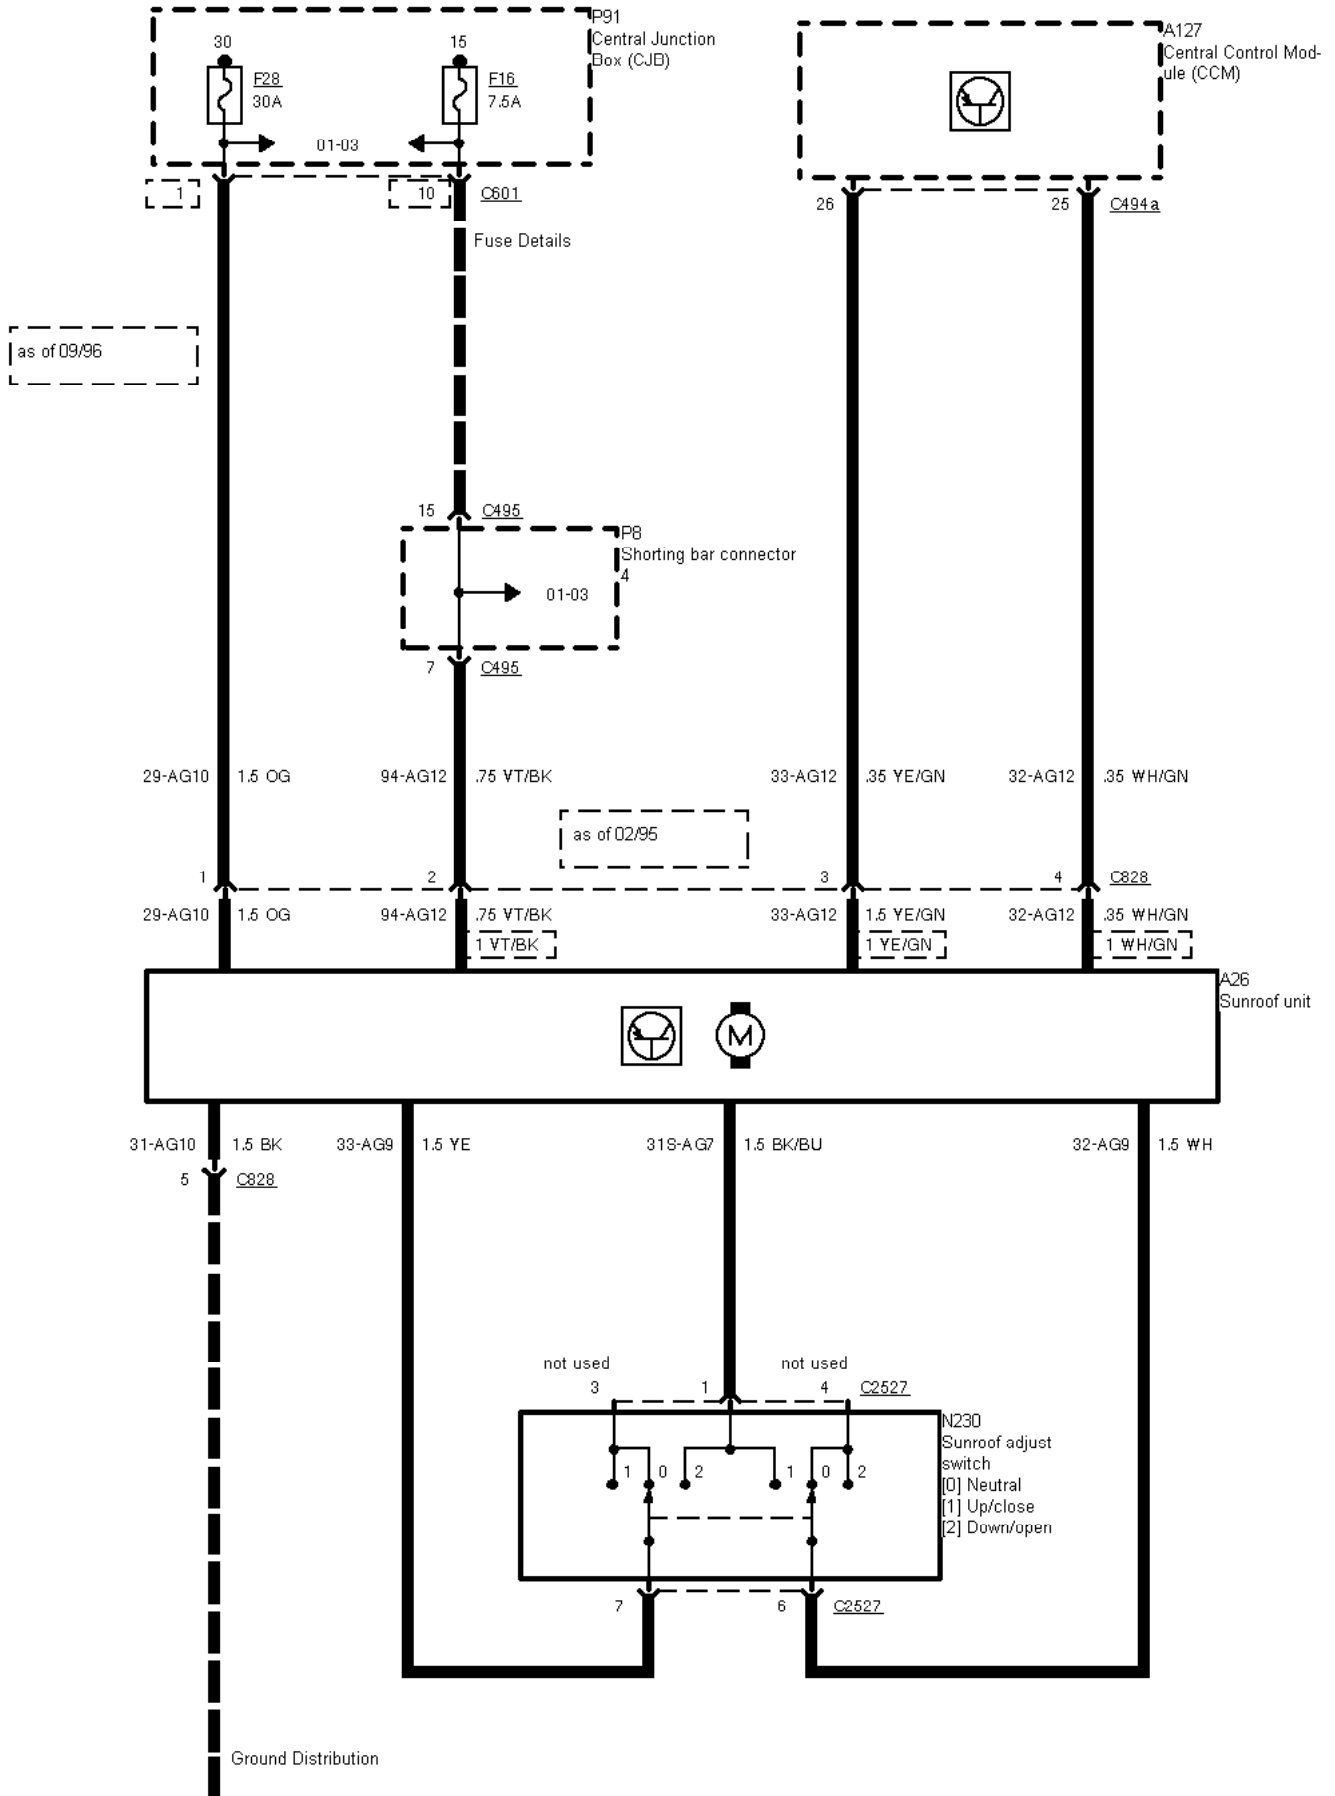 P91
Central Junction
Box (CJB)
A127
Central Control Mod-
ule (CCM)
30
15
F28
30A
F16
7.5A
01-03
1
10
C601
26
25
C494a
Fuse Details
as of 09/96
15
C495
P8
Shorting bar connector
4
01-03
7
C495
29-AG10
1.5 OG
94-AG12
.75 VT/BK
33-AG12
.35 YE/GN
32-AG12
.35 WH/GN
as of 02/95
1
2
3
4
C828
29-AG10
1.5 OG
94-AG12
.75 VT/BK
33-AG12
1.5 YE/GN
32-AG12
.35 WH/GN
1 VT/BK
1 YE/GN
1 WH/GN
A26
Sunroof unit
M
31-AG10
1.5 BK
33-AG9
1.5 YE
31S-AG7
1.5 BK/BU
32-AG9
1.5 WH
5
C828
not used
not used
3
1
4
C2527
N230
Sunroof adjust
switch
[0] Neutral
[1] Up/close
[2] Down/open
1
0
2
1
0
2
7
6
C2527
Ground Distribution